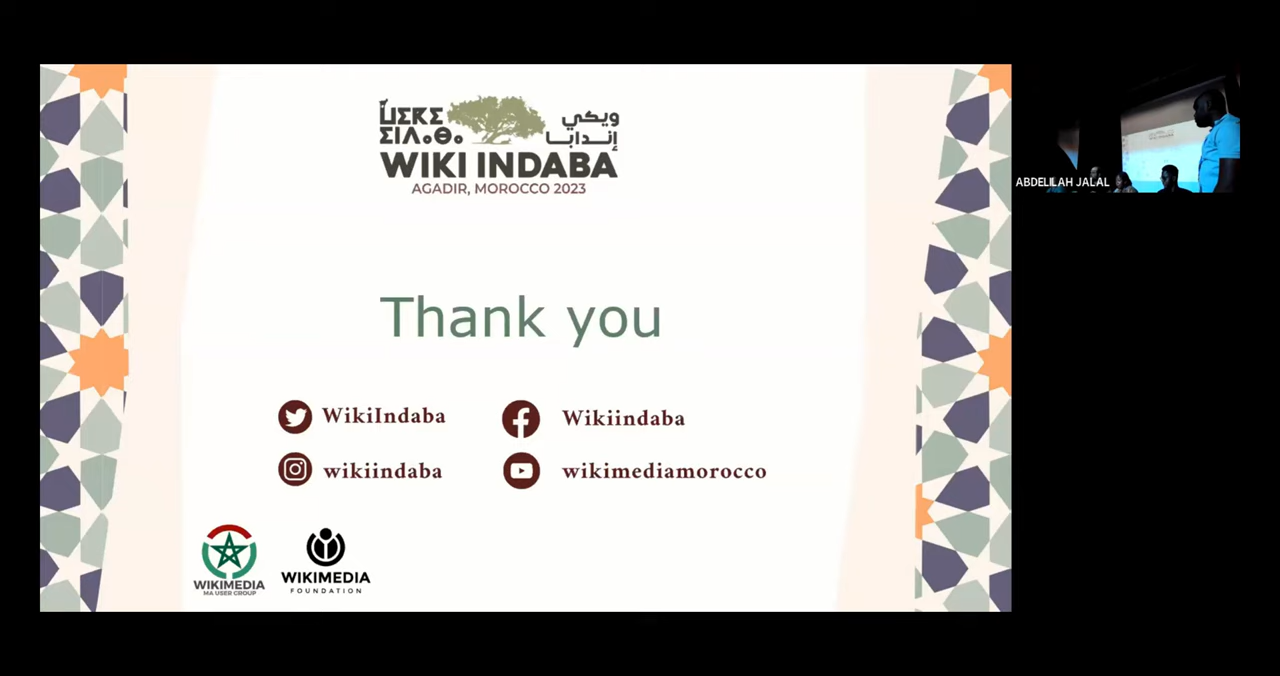 ⵡⵉⴽⵉ
ⵉⵏⴷⴰⴱⴰ
ويكي
إندابا
WIKI INDABA
AGADIR, MOROCCO 2023
Thank you
WikiIndaba
Wikiindaba
wikiindaba
wikimediamorocco
WIKIMEDIA
MA USER GROUP
WIKIMEDIA
FOUNDATION
ABDELILAH JALAL